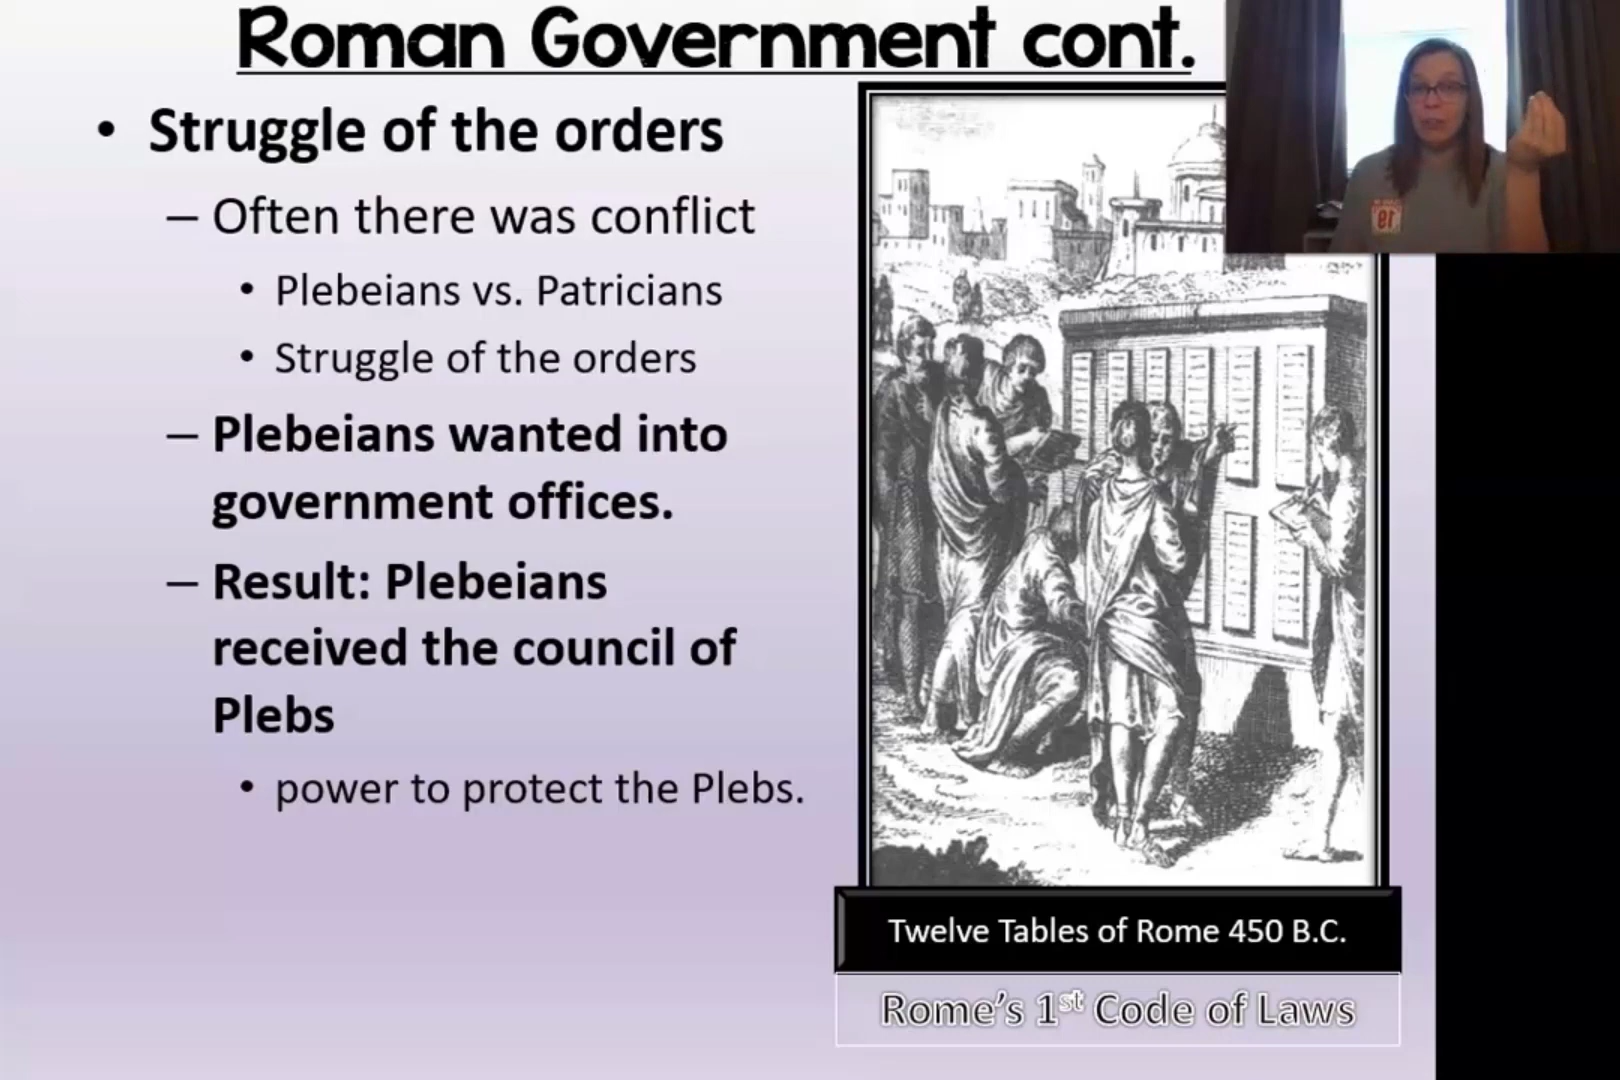 Roman Government cont.
• Struggle of the orders
– Often there was conflict
• Plebeians vs. Patricians
• Struggle of the orders
– Plebeians wanted into
government offices.
– Result: Plebeians
received the council of
Plebs
• power to protect the Plebs.
Twelve Tables of Rome 450 B.C.
Rome's 1st Code of Laws
19